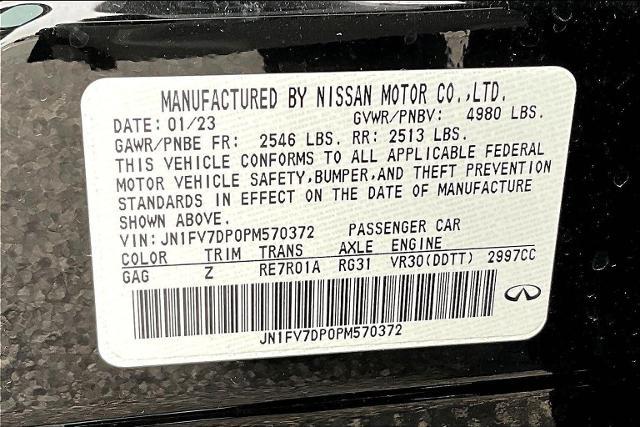 MANUFACTURED BY NISSAN MOTOR CO.,LTD.
DATE: 01/23 GVWR/PNBV: 4980 LBS.
GAWR/PNBE FR: 2546 LBS. RR: 2513 LBS.
THIS VEHICLE CONFORMS TO ALL APPLICABLE FEDERAL
MOTOR VEHICLE SAFETY,BUMPER,AND THEFT PREVENTION
STANDARDS IN EFFECT ON THE DATE OF MANUFACTURE
SHOWN ABOVE.
VIN: JN1FV7DP0PM570372 PASSENGER CAR
COLOR TRIM TRANS AXLE ENGINE
GAG Z RE7R01A RG31 VR30(DDTT) 2997CC
JN1FV7DP0PM570372